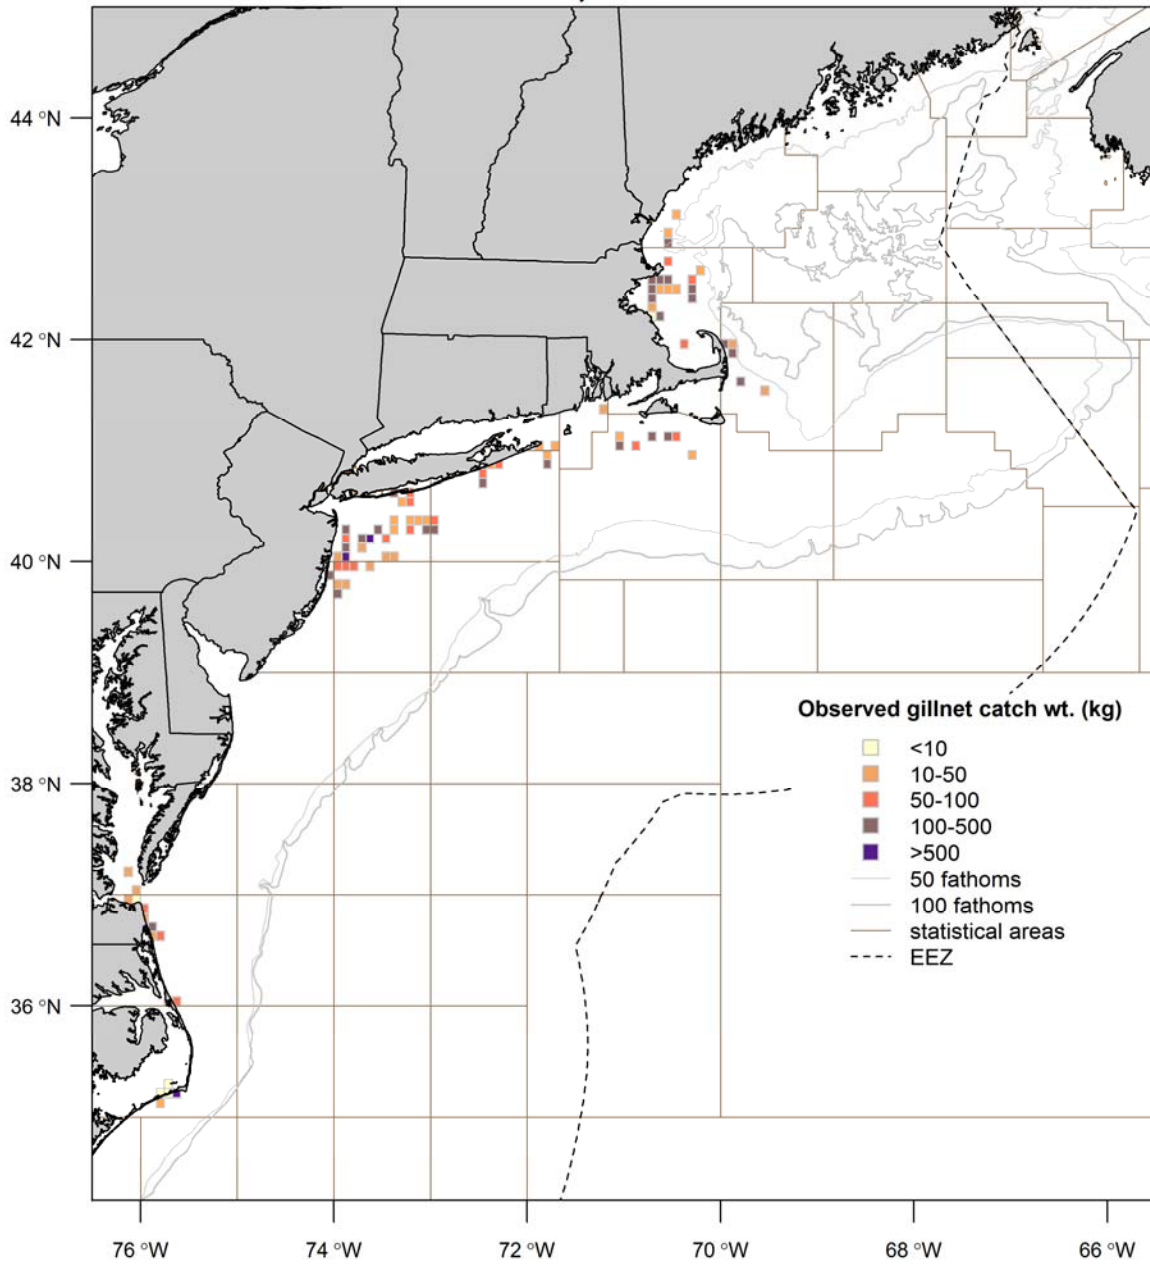 44 °N
42 °N
40 °N
38 °N
36 °N
Observed gillnet catch wt. (kg)
<10
10-50
50-100
100-500
>500
50 fathoms
100 fathoms
statistical areas
EEZ
76 °W
74 °W
72 °W
70 °W
68 °W
66 °W